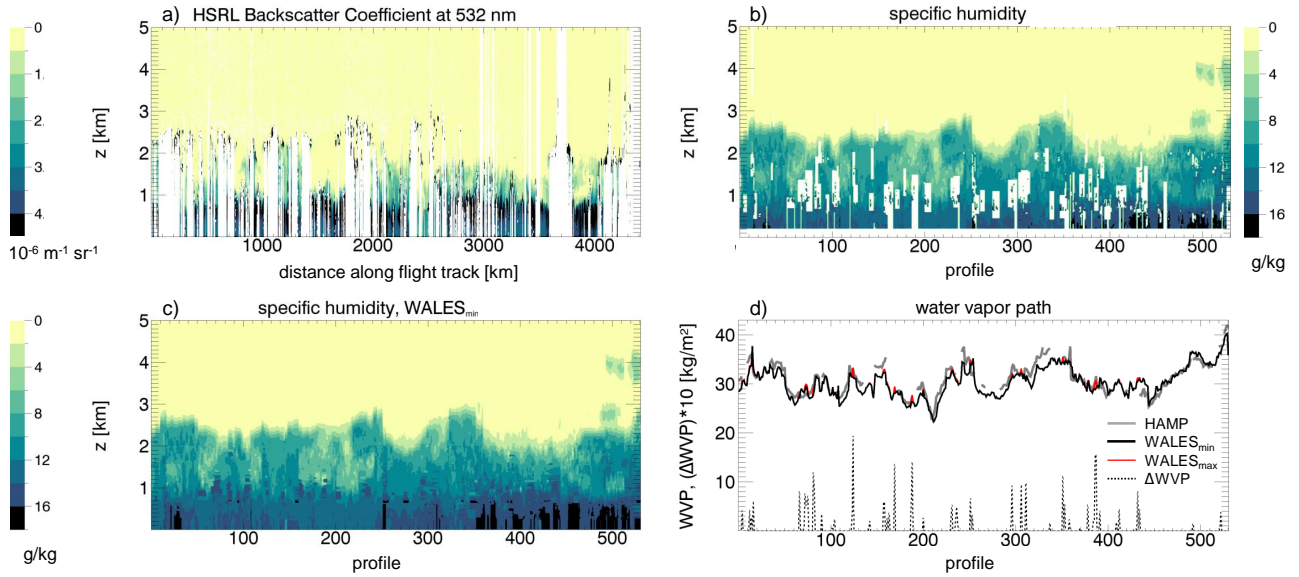 a) HSRL Backscatter Coefficient at 532 nm
0
1.
2.
3.
4.
10⁻⁶ m⁻¹ sr⁻¹
5
4
3
2
1
z [km]
1000 2000 3000 4000
distance along flight track [km]
b) specific humidity
5
4
3
2
1
z [km]
100 200 300 400 500
profile
0
4
8
12
16
g/kg
c) specific humidity, WALESmin
0
4
8
12
16
g/kg
5
4
3
2
1
z [km]
100 200 300 400 500
profile
d) water vapor path
40
30
20
10
WVP, (ΔWVP)*10 [kg/m²]
HAMP
WALESmin
WALESmax
ΔWVP
100 200 300 400 500
profile